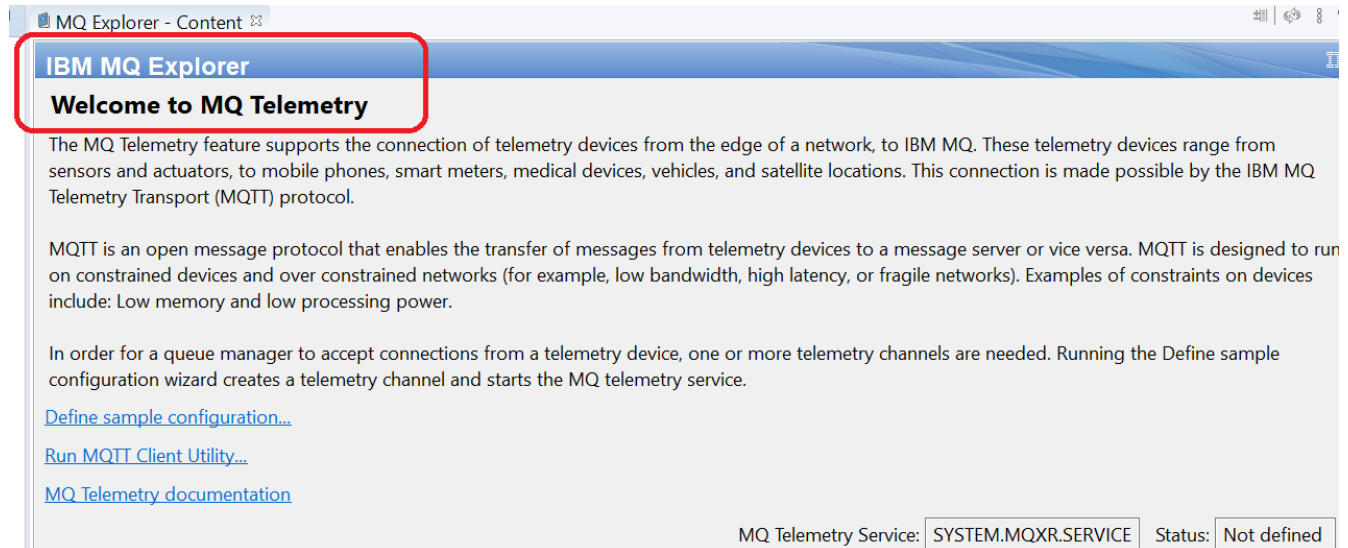 MQ Explorer - Content
IBM MQ Explorer
Welcome to MQ Telemetry
The MQ Telemetry feature supports the connection of telemetry devices from the edge of a network, to IBM MQ. These telemetry devices range from
sensors and actuators, to mobile phones, smart meters, medical devices, vehicles, and satellite locations. This connection is made possible by the IBM MQ
Telemetry Transport (MQTT) protocol.
MQTT is an open message protocol that enables the transfer of messages from telemetry devices to a message server or vice versa. MQTT is designed to run
on constrained devices and over constrained networks (for example, low bandwidth, high latency, or fragile networks). Examples of constraints on devices
include: Low memory and low processing power.
In order for a queue manager to accept connections from a telemetry device, one or more telemetry channels are needed. Running the Define sample
configuration wizard creates a telemetry channel and starts the MQ telemetry service.
Define sample configuration...
Run MQTT Client Utility...
MQ Telemetry documentation
MQ Telemetry Service: SYSTEM.MQXR.SERVICE Status: Not defined